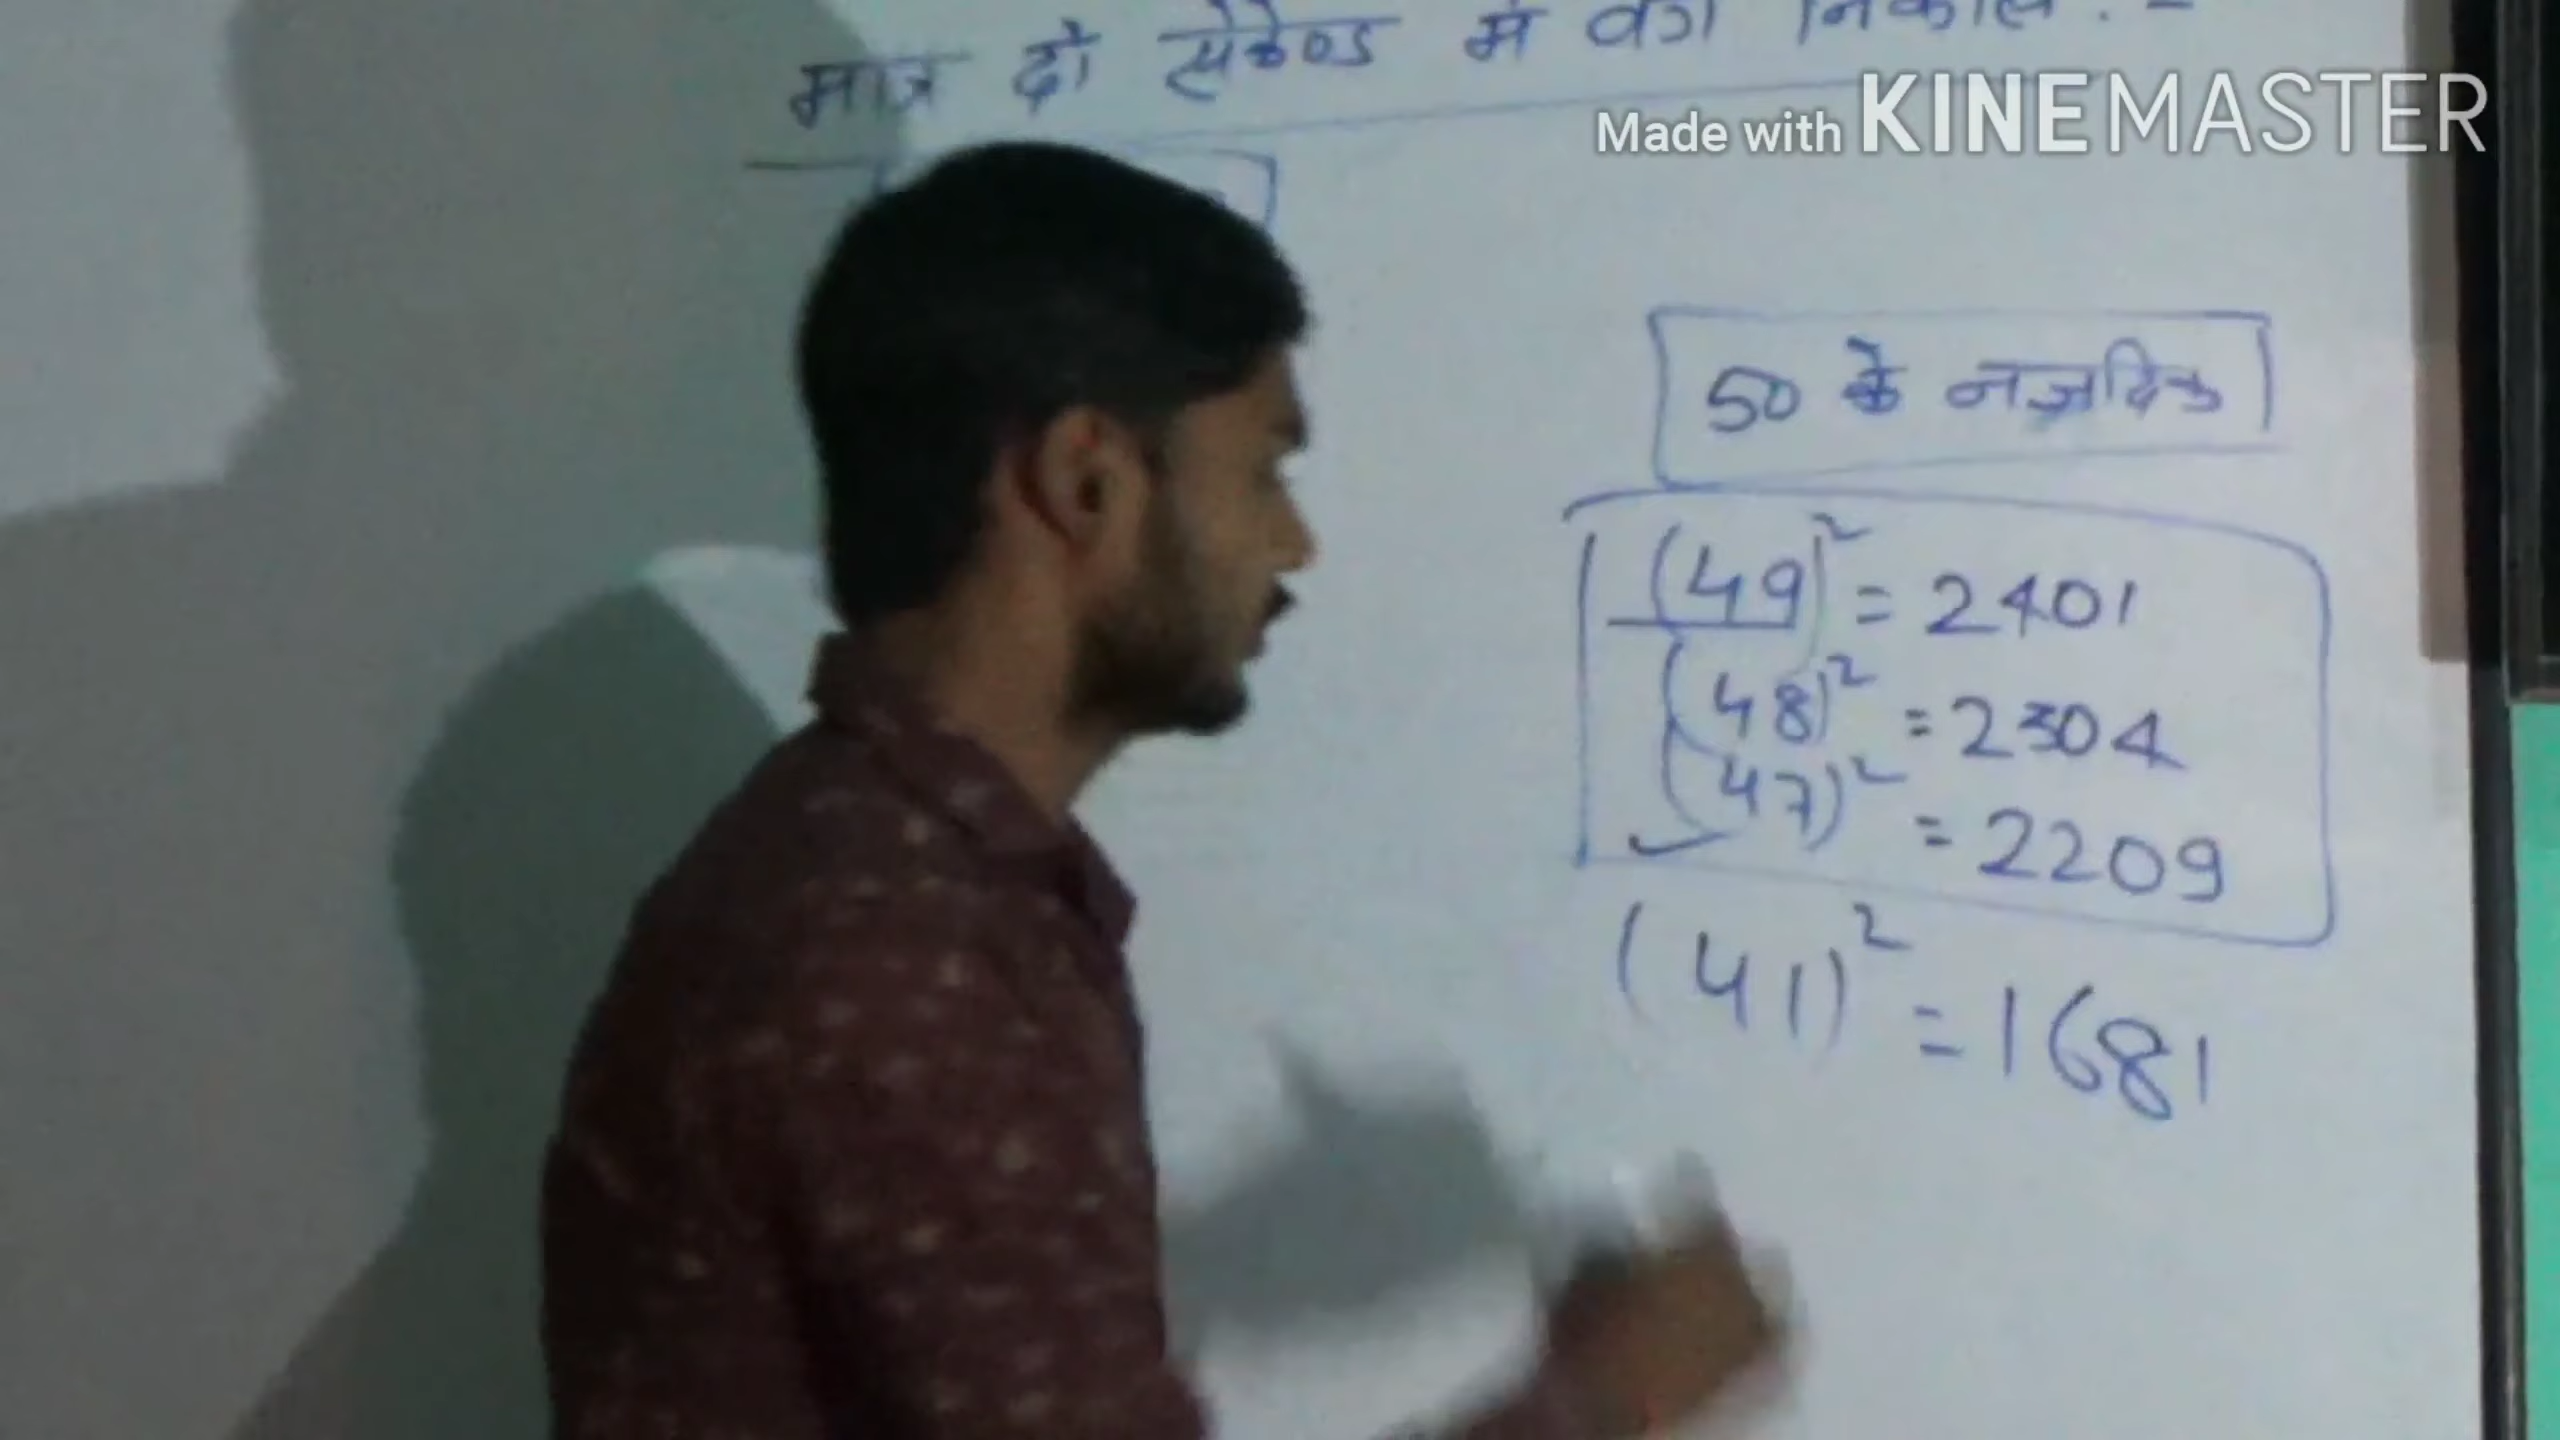 मात्र दो सेकेण्ड में वर्ग निकाले :-
Made with KINEMASTER
50 के नज़दिक
(49)² = 2401
(48)² = 2304
(47)² = 2209
(41)² = 1681